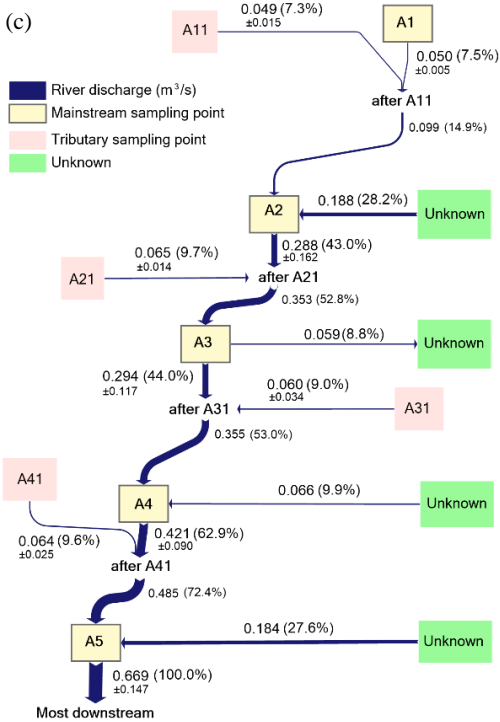 (c)
A11
0.049 (7.3%)
±0.015
A1
0.050 (7.5%)
±0.005
River discharge (m³/s)
Mainstream sampling point
Tributary sampling point
Unknown
after A11
0.099 (14.9%)
A2
0.188 (28.2%)
Unknown
0.288 (43.0%)
±0.162
A21
0.065 (9.7%)
±0.014
after A21
0.353 (52.8%)
A3
0.059(8.8%)
Unknown
0.294 (44.0%)
±0.117
after A31
0.060 (9.0%)
±0.034
A31
0.355 (53.0%)
A41
A4
0.066 (9.9%)
Unknown
0.064 (9.6%)
±0.025
0.421 (62.9%)
±0.090
after A41
0.485 (72.4%)
A5
0.184 (27.6%)
Unknown
0.669 (100.0%)
±0.147
Most downstream